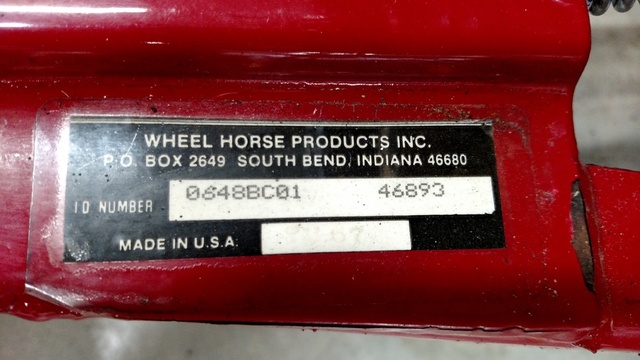 WHEEL HORSE PRODUCTS INC.
P.O. BOX 2649 SOUTH BEND, INDIANA 46680
ID NUMBER 0648BC01 46893
MADE IN U.S.A.